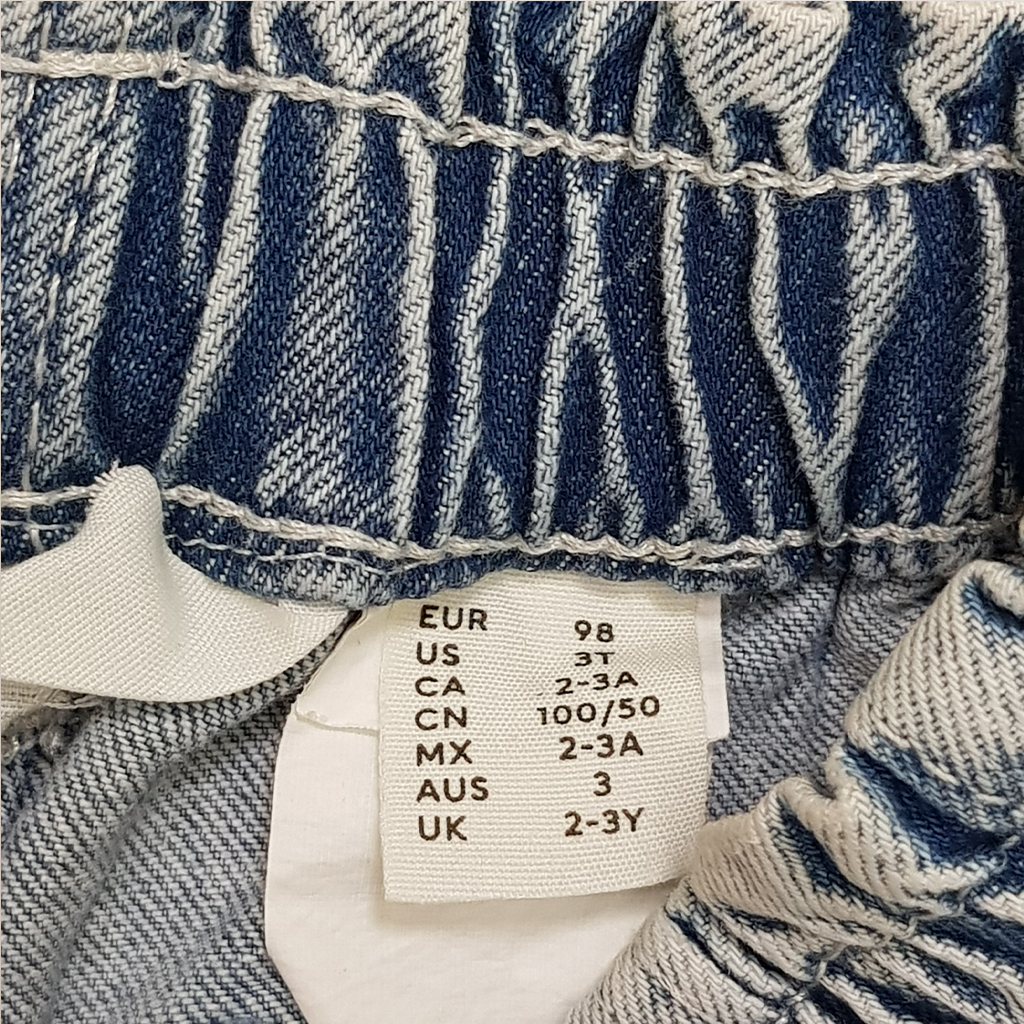 EUR 98
US 3T
CA 2-3A
CN 100/50
MX 2-3A
AUS 3
UK 2-3Y